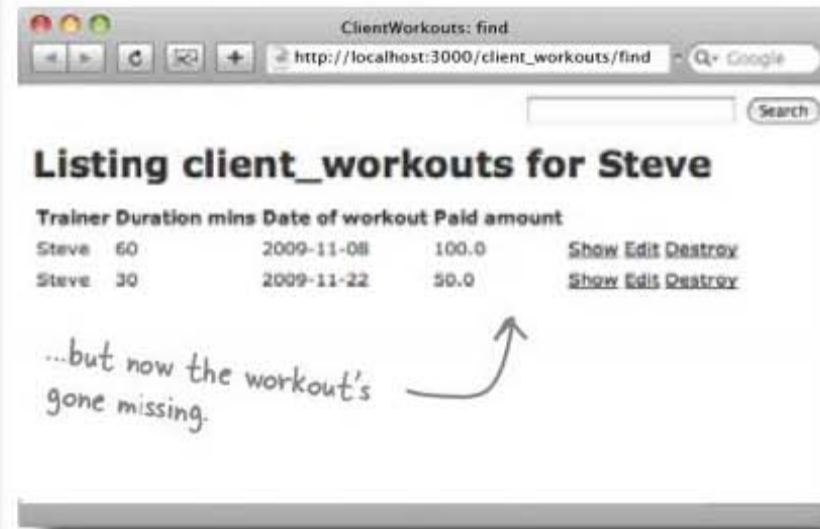 ClientWorkouts: find
http://localhost:3000/client_workouts/find
Google
Search
Listing client_workouts for Steve
Trainer Duration mins Date of workout Paid amount
Steve 60 2009-11-08 100.0 Show Edit Destroy
Steve 30 2009-11-22 50.0 Show Edit Destroy
...but now the workout's
gone missing.